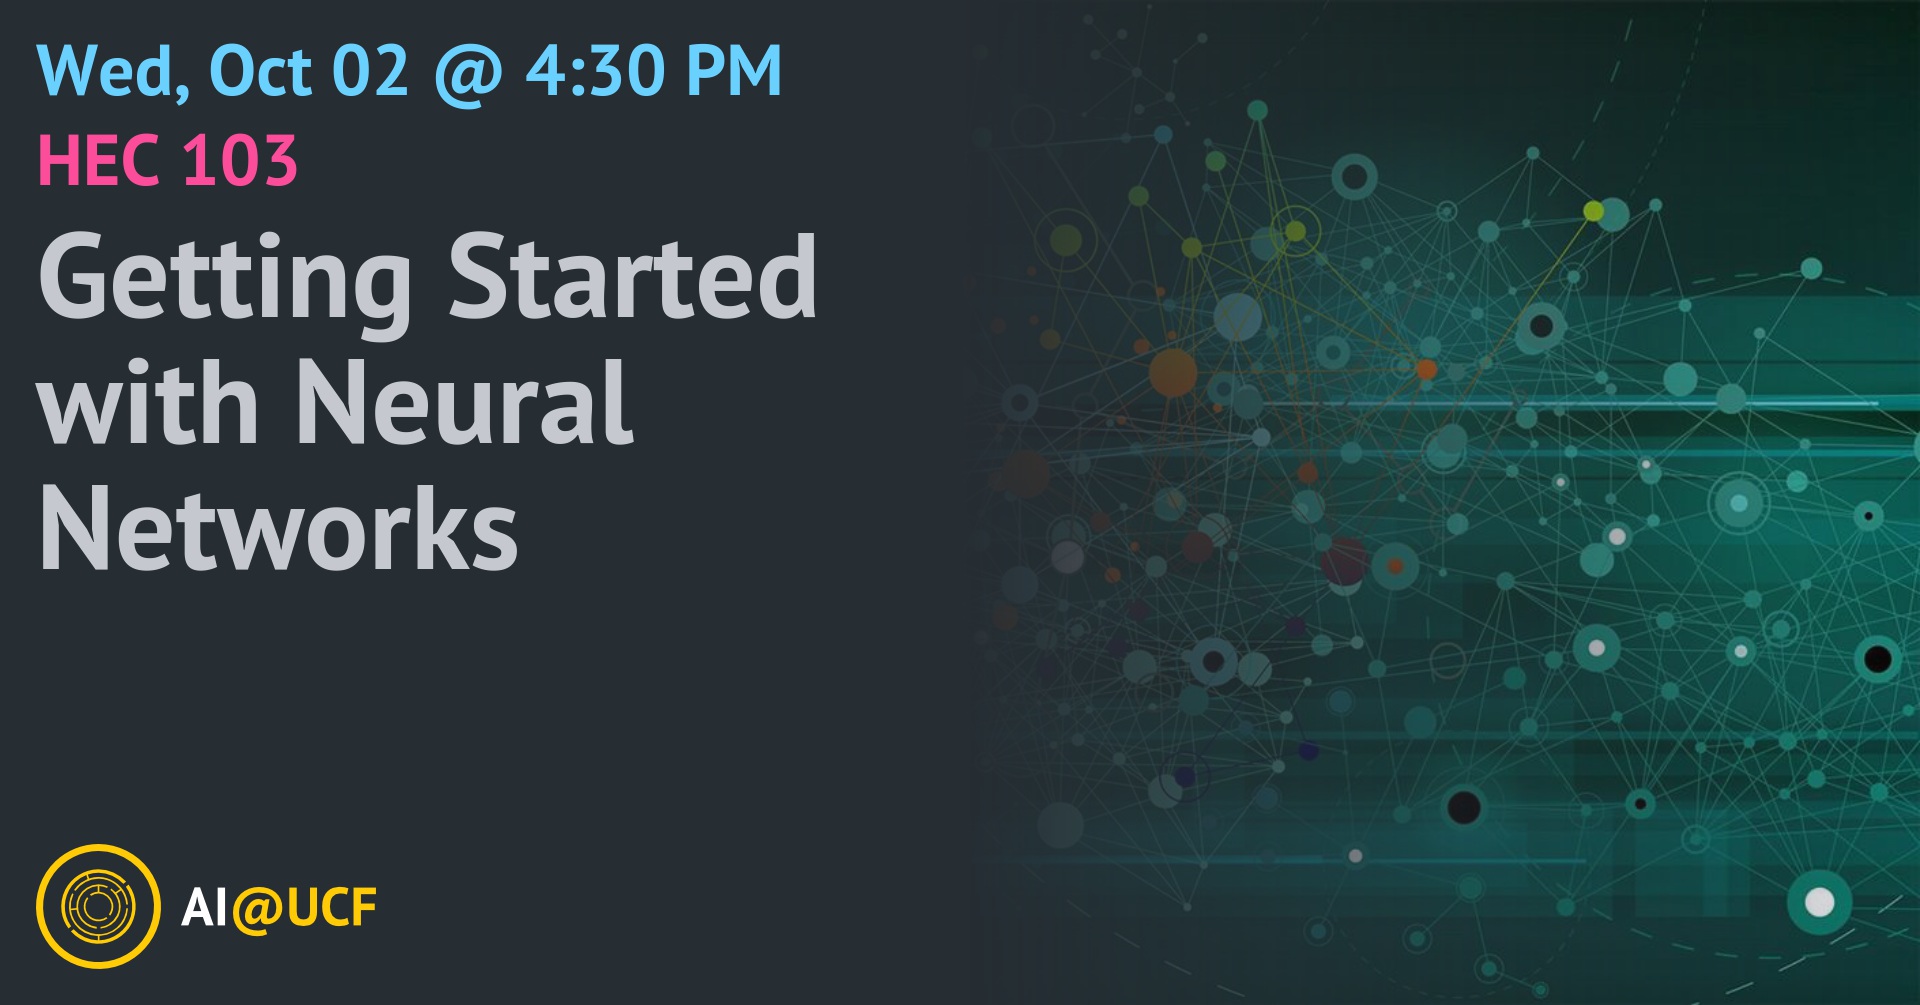 Wed, Oct 02 @ 4:30 PM
HEC 103
Getting Started
with Neural
Networks
AI@UCF